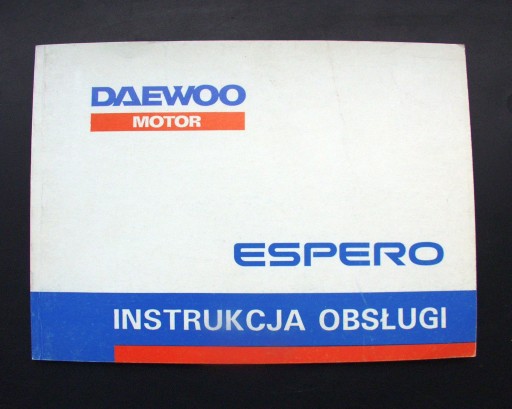 DAEWOO
MOTOR
ESPERO
INSTRUKCJA OBSŁUGI